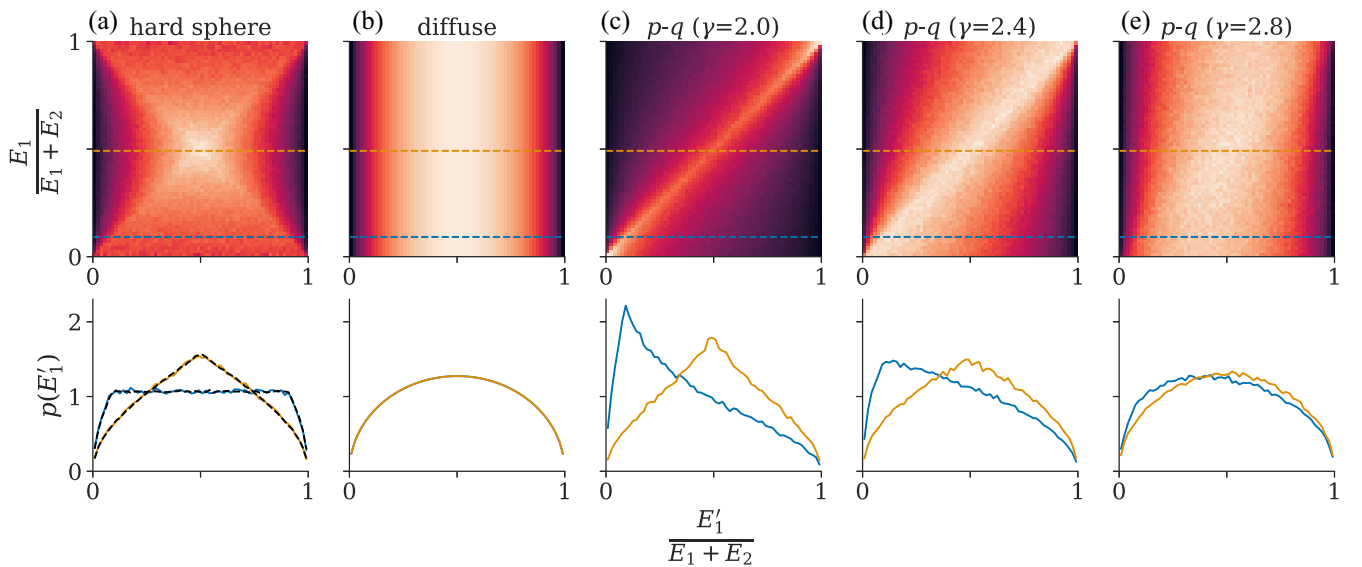 (a) hard sphere
(b) diffuse
(c) p-q (γ=2.0)
(d) p-q (γ=2.4)
(e) p-q (γ=2.8)
1
E₁
E₁ + E₂
0
0 1
0 1
0 1
0 1
0 1
2
1
0
p(E′₁)
0 1
0 1
0 1
0 1
0 1
E′₁
E₁ + E₂